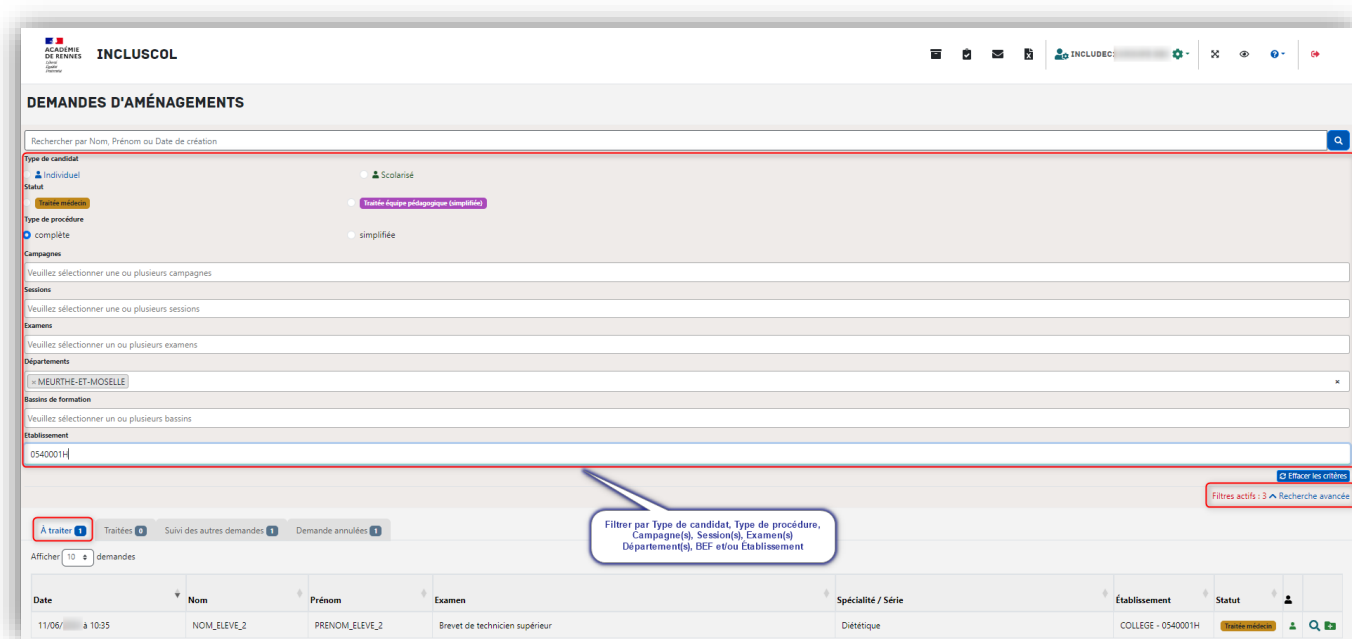 ACADÉMIE
DE RENNES
Liberté
Égalité
Fraternité
INCLUSCOL
INCLUDEC:
DEMANDES D'AMÉNAGEMENTS
Rechercher par Nom, Prénom ou Date de création
Type de candidat
Individuel Scolarisé
Statut
Traitée médecin Traitée équipe pédagogique (simplifiée)
Type de procédure
complète simplifiée
Campagnes
Veuillez sélectionner une ou plusieurs campagnes
Sessions
Veuillez sélectionner une ou plusieurs sessions
Examens
Veuillez sélectionner un ou plusieurs examens
Départements
× MEURTHE-ET-MOSELLE ×
Bassins de formation
Veuillez sélectionner un ou plusieurs bassins
Etablissement
0540001H
Effacer les critères
Filtres actifs : 3 Recherche avancée
À traiter 1 Traitées 0 Suivi des autres demandes 1 Demande annulées 1
Filtrer par Type de candidat, Type de procédure,
Campagne(s), Session(s), Examen(s)
Département(s), BEF et/ou Établissement
Afficher 10 demandes
Date Nom Prénom Examen Spécialité / Série Établissement Statut
11/06/ à 10:35 NOM_ELEVE_2 PRENOM_ELEVE_2 Brevet de technicien supérieur Diététique COLLEGE - 0540001H Traitée médecin